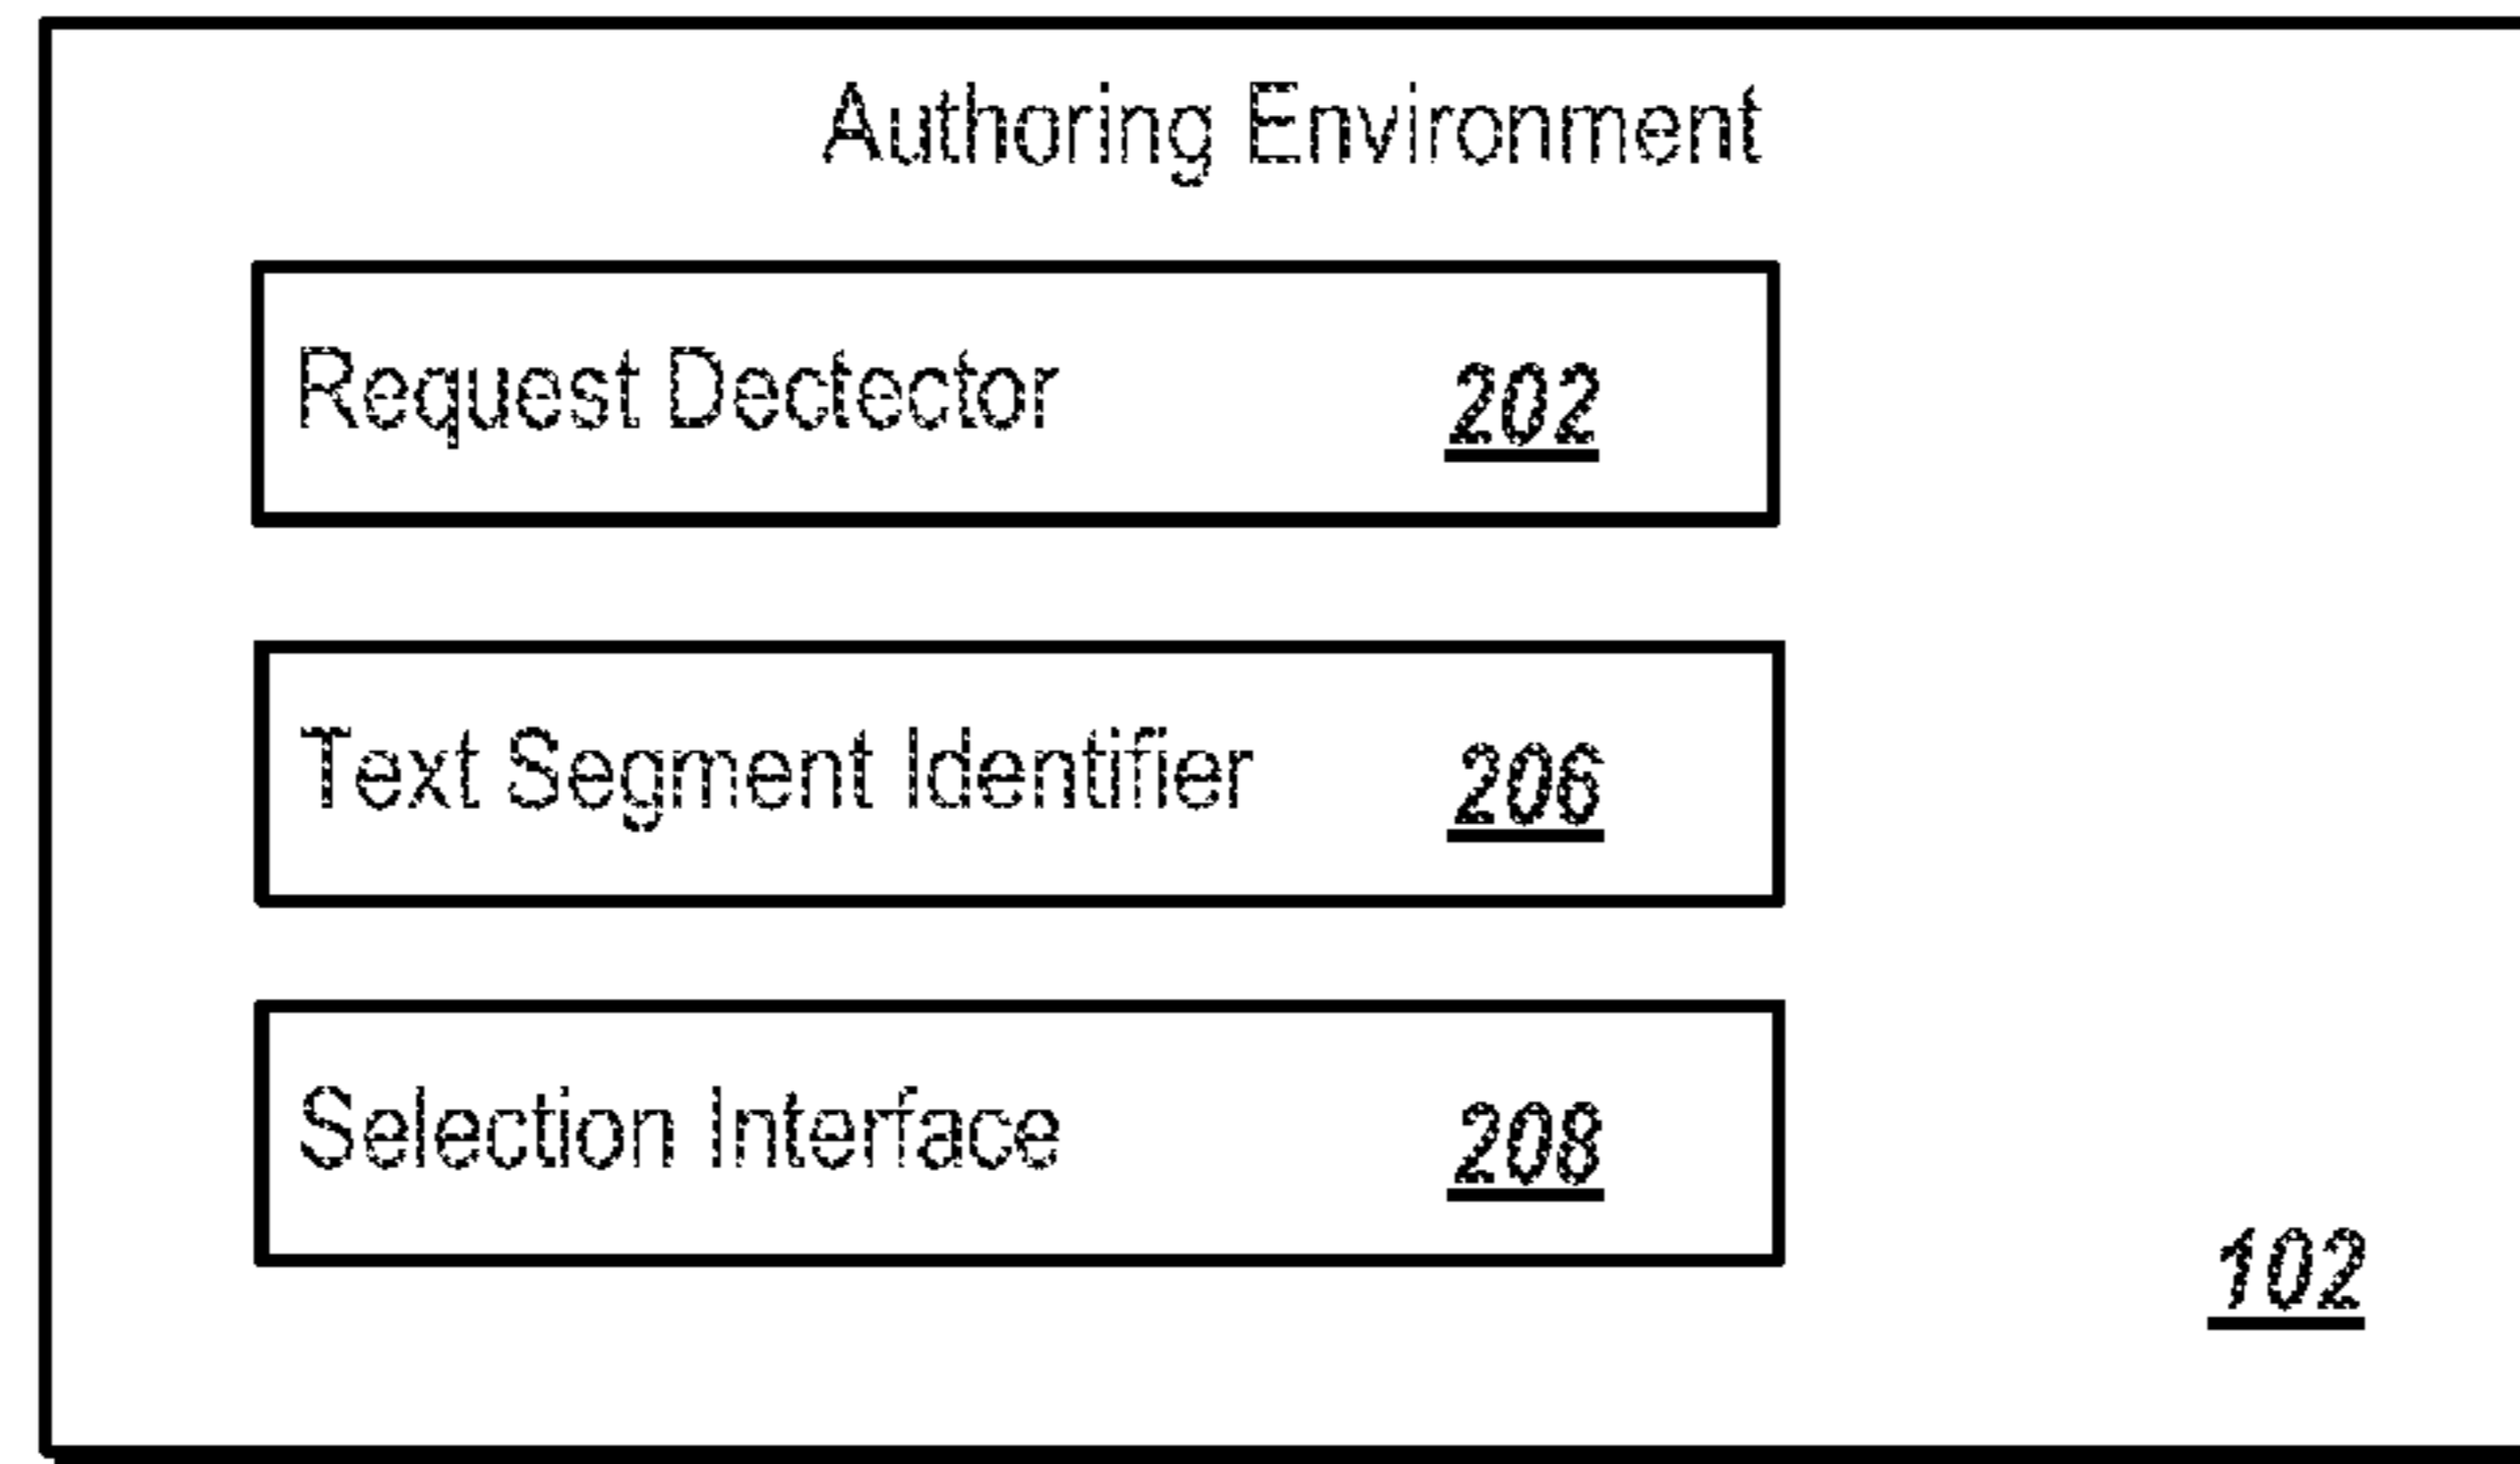 Authoring Environment
Request Dectector 202
Text Segment Identifier 206
Selection Interface 208
102